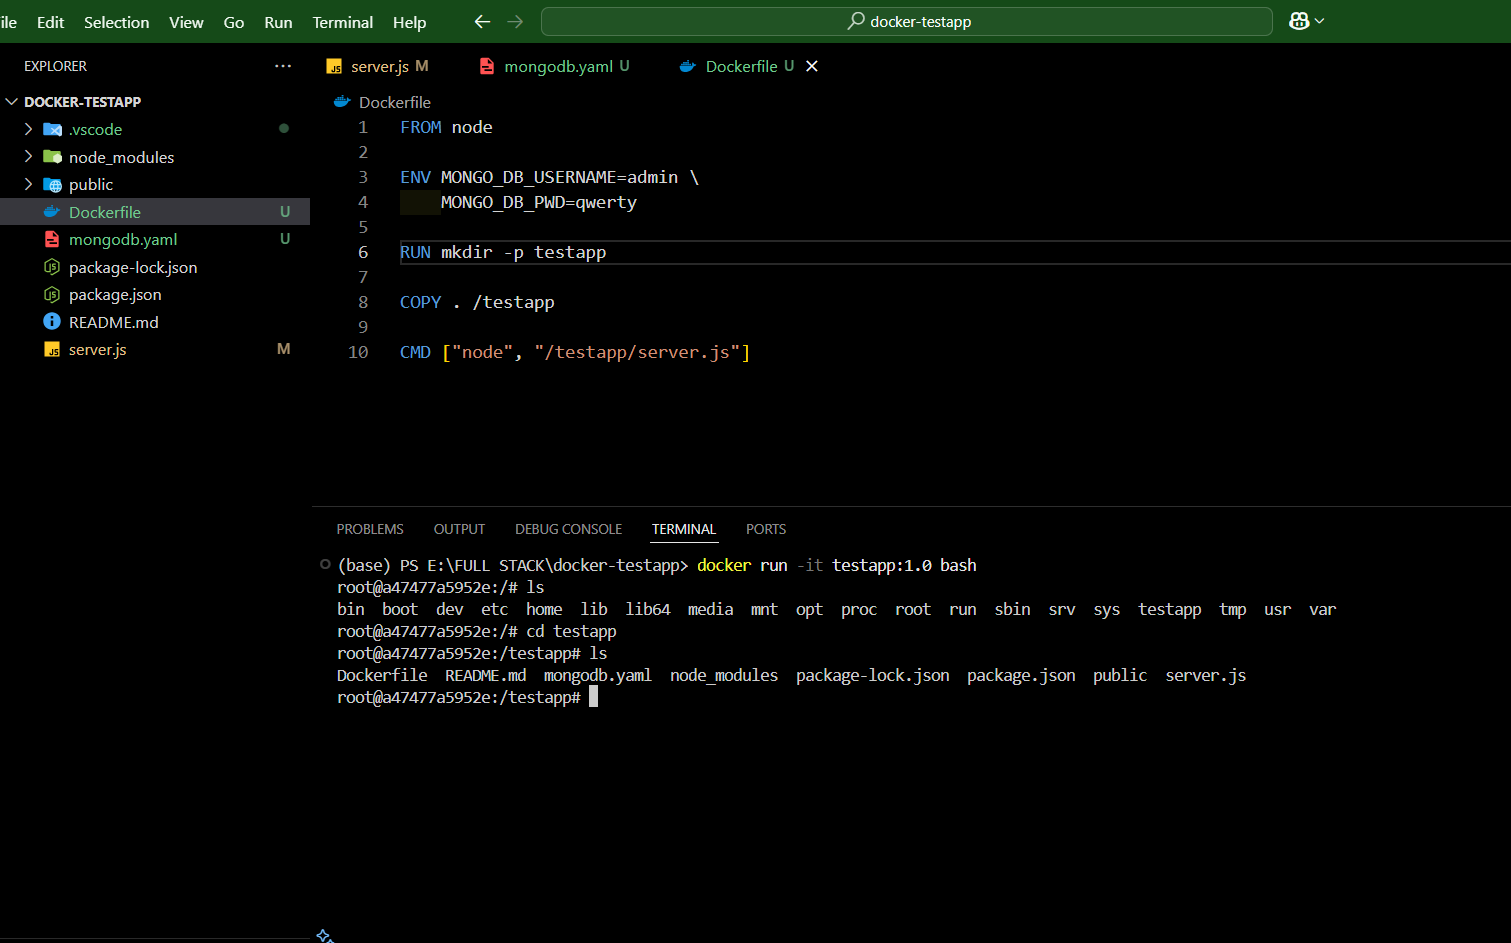 ile Edit Selection View Go Run Terminal Help docker-testapp
EXPLORER
DOCKER-TESTAPP
.vscode
node_modules
public
Dockerfile U
mongodb.yaml U
package-lock.json
package.json
README.md
server.js M
server.js M mongodb.yaml U Dockerfile U
Dockerfile
1 FROM node
2
3 ENV MONGO_DB_USERNAME=admin \
4 MONGO_DB_PWD=qwerty
5
6 RUN mkdir -p testapp
7
8 COPY . /testapp
9
10 CMD ["node", "/testapp/server.js"]
PROBLEMS OUTPUT DEBUG CONSOLE TERMINAL PORTS
(base) PS E:\FULL STACK\docker-testapp> docker run -it testapp:1.0 bash
root@a47477a5952e:/# ls
bin boot dev etc home lib lib64 media mnt opt proc root run sbin srv sys testapp tmp usr var
root@a47477a5952e:/# cd testapp
root@a47477a5952e:/testapp# ls
Dockerfile README.md mongodb.yaml node_modules package-lock.json package.json public server.js
root@a47477a5952e:/testapp#